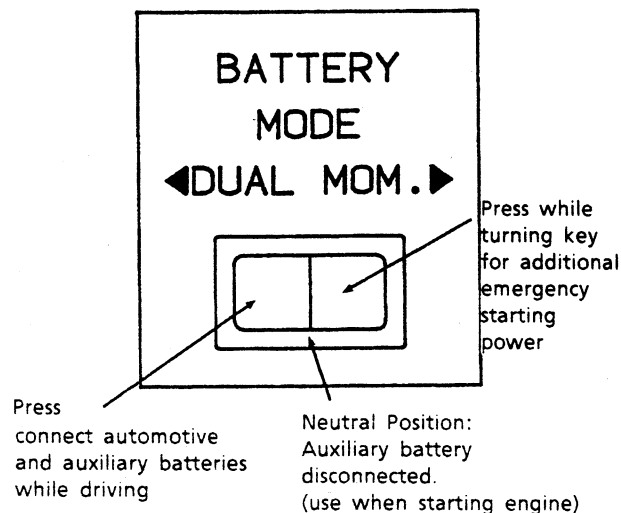 BATTERY
MODE
◀DUAL MOM.▶
Press while
turning key
for additional
emergency
starting
power
Press
connect automotive
and auxiliary batteries
while driving
Neutral Position:
Auxiliary battery
disconnected.
(use when starting engine)